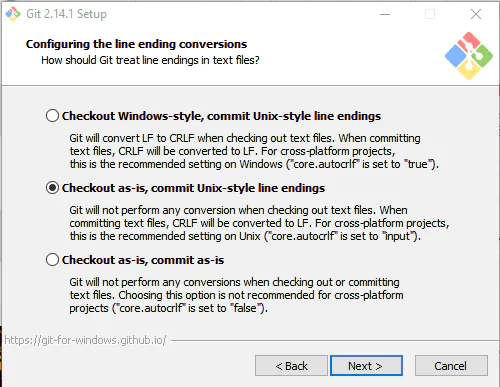 Git 2.14.1 Setup
Configuring the line ending conversions
How should Git treat line endings in text files?
Checkout Windows-style, commit Unix-style line endings
Git will convert LF to CRLF when checking out text files. When committing
text files, CRLF will be converted to LF. For cross-platform projects,
this is the recommended setting on Windows ("core.autocrlf" is set to "true").
Checkout as-is, commit Unix-style line endings
Git will not perform any conversion when checking out text files. When
committing text files, CRLF will be converted to LF. For cross-platform projects,
this is the recommended setting on Unix ("core.autocrlf" is set to "input").
Checkout as-is, commit as-is
Git will not perform any conversions when checking out or committing
text files. Choosing this option is not recommended for cross-platform
projects ("core.autocrlf" is set to "false").
https://git-for-windows.github.io/
< Back
Next >
Cancel